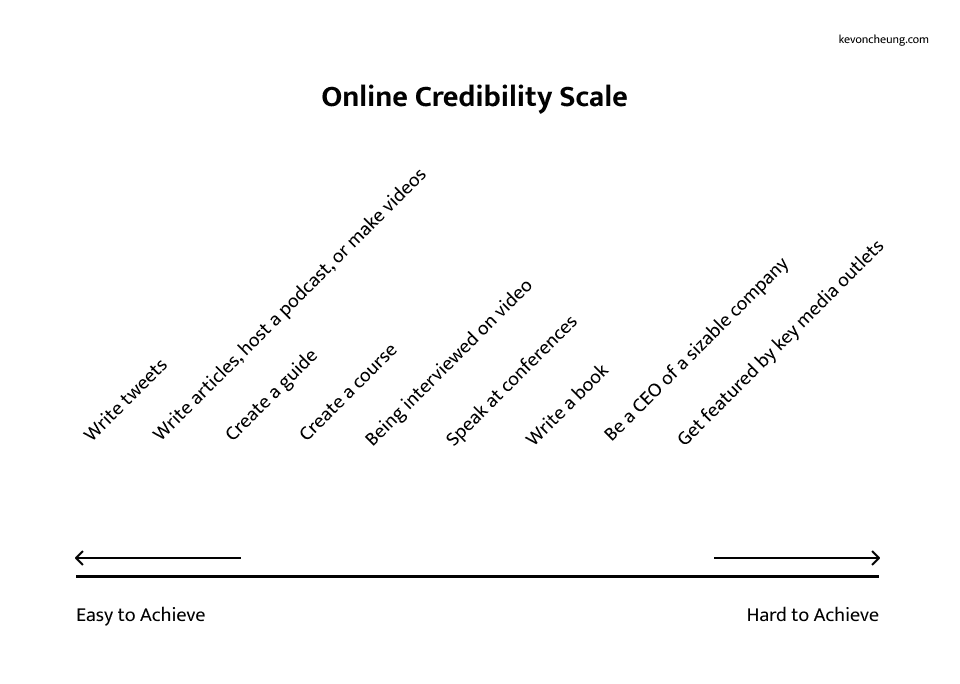 kevoncheung.com
Online Credibility Scale
Write tweets
Write articles, host a podcast, or make videos
Create a guide
Create a course
Being interviewed on video
Speak at conferences
Write a book
Be a CEO of a sizable company
Get featured by key media outlets
Easy to Achieve
Hard to Achieve